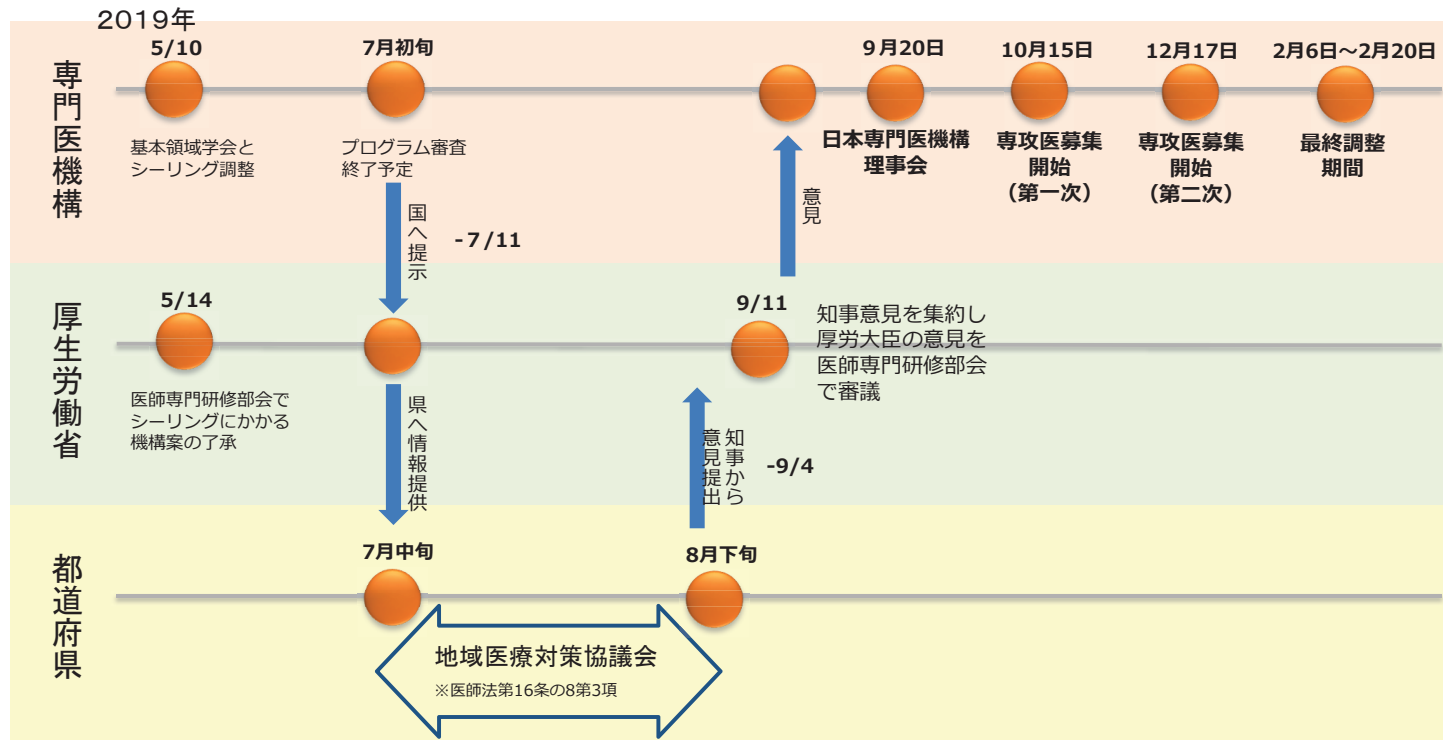 2019年
専門医機構
5/10
基本領域学会と
シーリング調整
7月初旬
プログラム審査
終了予定
国へ提示
-７/11
意見
９月20日
日本専門医機構
理事会
10月15日
専攻医募集
開始
（第一次）
12月17日
専攻医募集
開始
（第二次）
2月6日～2月20日
最終調整
期間
厚生労働省
5/14
医師専門研修部会で
シーリングにかかる
機構案の了承
県へ情報提供
知事から
意見提出
-9/4
9/11
知事意見を集約し
厚労大臣の意見を
医師専門研修部会
で審議
都道府県
7月中旬
8月下旬
地域医療対策協議会
※医師法第16条の8第3項